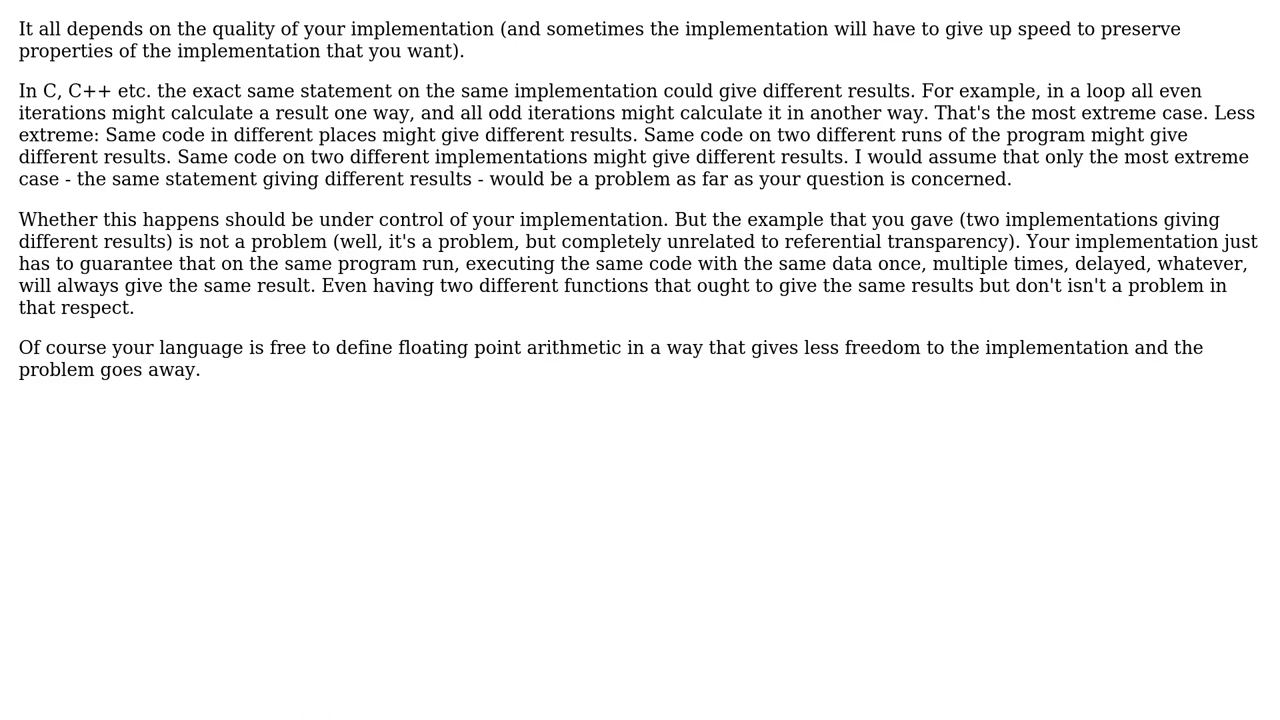 It all depends on the quality of your implementation (and sometimes the implementation will have to give up speed to preserve
properties of the implementation that you want).
In C, C++ etc. the exact same statement on the same implementation could give different results. For example, in a loop all even
iterations might calculate a result one way, and all odd iterations might calculate it in another way. That's the most extreme case. Less
extreme: Same code in different places might give different results. Same code on two different runs of the program might give
different results. Same code on two different implementations might give different results. I would assume that only the most extreme
case - the same statement giving different results - would be a problem as far as your question is concerned.
Whether this happens should be under control of your implementation. But the example that you gave (two implementations giving
different results) is not a problem (well, it's a problem, but completely unrelated to referential transparency). Your implementation just
has to guarantee that on the same program run, executing the same code with the same data once, multiple times, delayed, whatever,
will always give the same result. Even having two different functions that ought to give the same results but don't isn't a problem in
that respect.
Of course your language is free to define floating point arithmetic in a way that gives less freedom to the implementation and the
problem goes away.